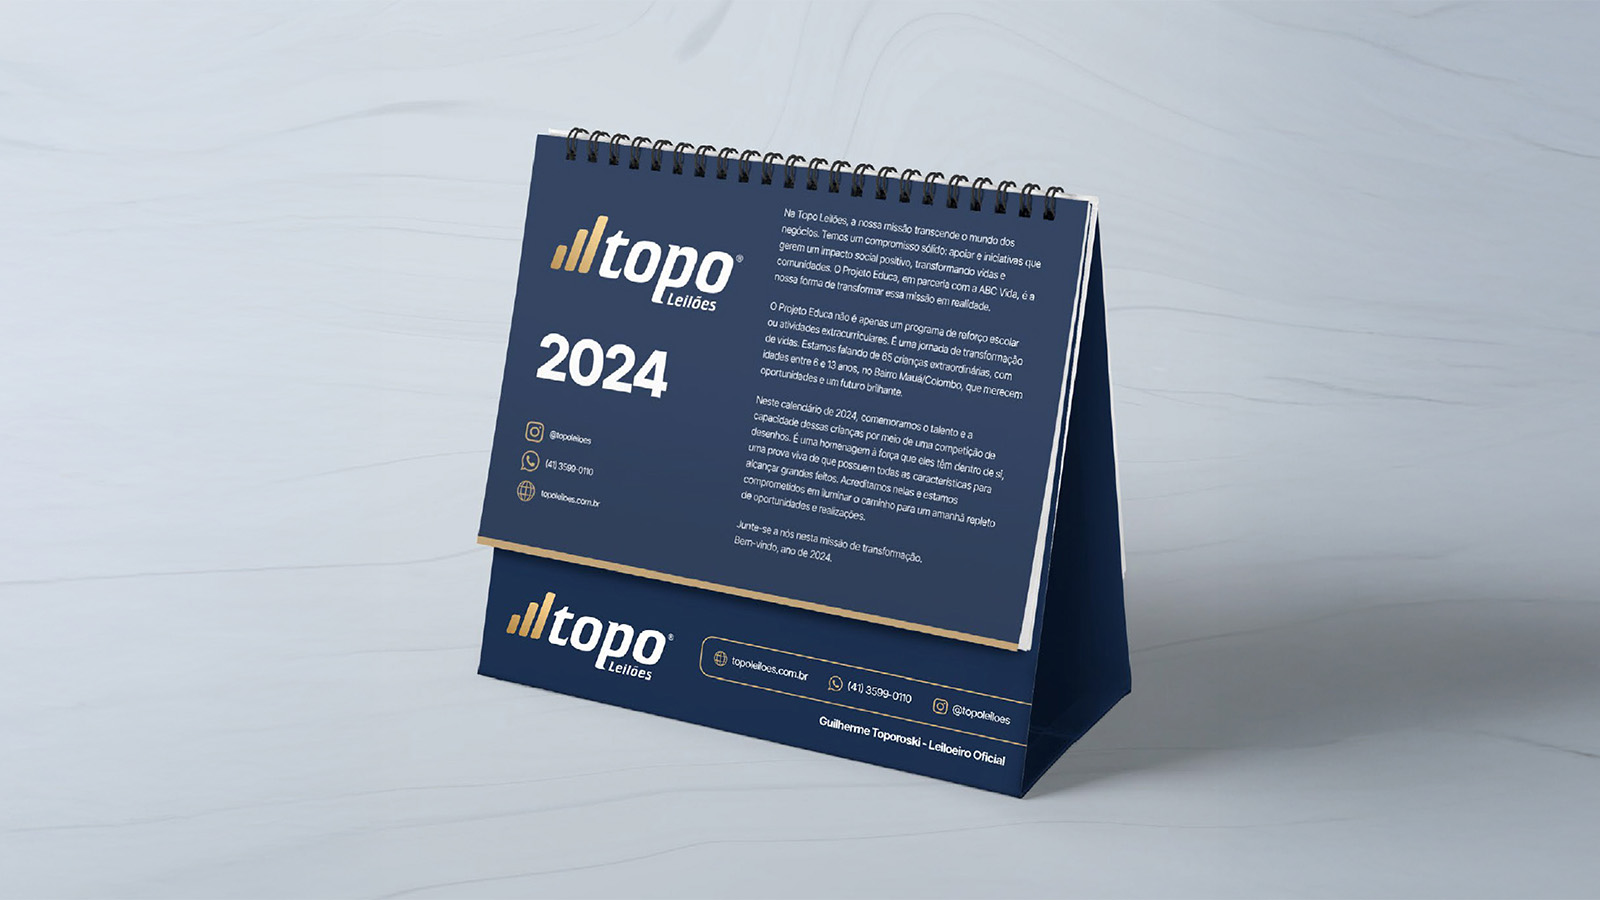 topo®
Leilões
2024
@topoleiloes
(41) 3599-0110
topoleiloes.com.br
Na Topo Leilões, a nossa missão transcende o mundo dos
negócios. Temos um compromisso sólido: apoiar e iniciativas que
gerem um impacto social positivo, transformando vidas e
comunidades. O Projeto Educa, em parceria com a ABC Vida, é a
nossa forma de transformar essa missão em realidade.
O Projeto Educa não é apenas um programa de reforço escolar
ou atividades extracurriculares. É uma jornada de transformação
de vidas. Estamos falando de 65 crianças extraordinárias, com
idades entre 6 e 13 anos, no Bairro Mauá/Colombo, que merecem
oportunidades e um futuro brilhante.
Neste calendário de 2024, comemoramos o talento e a
capacidade dessas crianças por meio de uma competição de
desenhos. É uma homenagem à força que eles têm dentro de si,
uma prova viva de que possuem todas as características para
alcançar grandes feitos. Acreditamos nelas e estamos
comprometidos em iluminar o caminho para um amanhã repleto
de oportunidades e realizações.
Junte-se a nós nesta missão de transformação.
Bem-vindo, ano de 2024.
topo®
Leilões
topoleiloes.com.br
(41) 3599-0110
@topoleiloes
Guilherme Toporoski - Leiloeiro Oficial